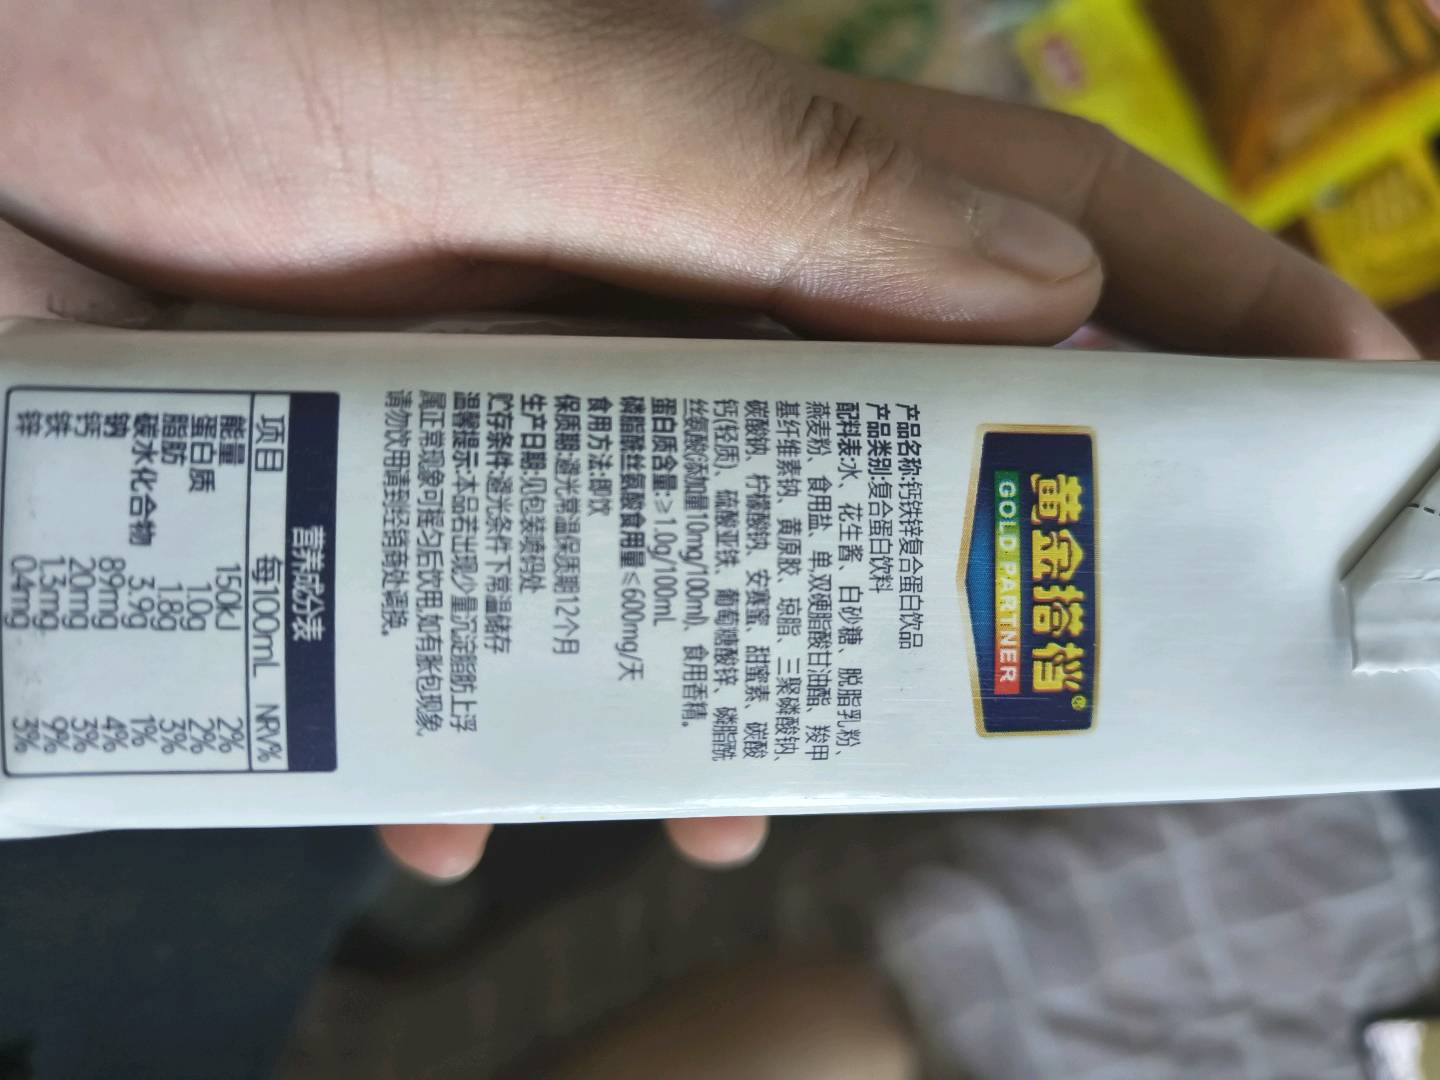 黄金搭档®
GOLD PARTNER
产品名称:钙铁锌复合蛋白饮品
产品类别:复合蛋白饮料
配料表:水、花生酱、白砂糖、脱脂乳粉、
燕麦粉、食用盐、单,双硬脂酸甘油酯、羧甲
基纤维素钠、黄原胶、琼脂、三聚磷酸钠、
碳酸钠、柠檬酸钠、安赛蜜、甜蜜素、碳酸
钙(轻质)、硫酸亚铁、葡萄糖酸锌、磷脂酰
丝氨酸(添加量10mg/100ml)、食用香精。
蛋白质含量:≥1.0g/100mL
磷脂酰丝氨酸食用量≤600mg/天
食用方法:即饮
保质期:避光常温保质期12个月
生产日期:见包装喷码处
贮存条件:避光条件下常温储存
温馨提示:本品若出现少量沉淀脂肪上浮
属正常现象可摇匀后饮用,如有胀包现象,
请勿饮用请到经销商处调换。
营养成分表
项目 每100mL NRV%
能量 150kJ 2%
蛋白质 1.0g 2%
脂肪 1.8g 3%
碳水化合物 3.9g 1%
钠 89mg 4%
钙 20mg 3%
铁 1.3mg 9%
锌 0.4mg 3%